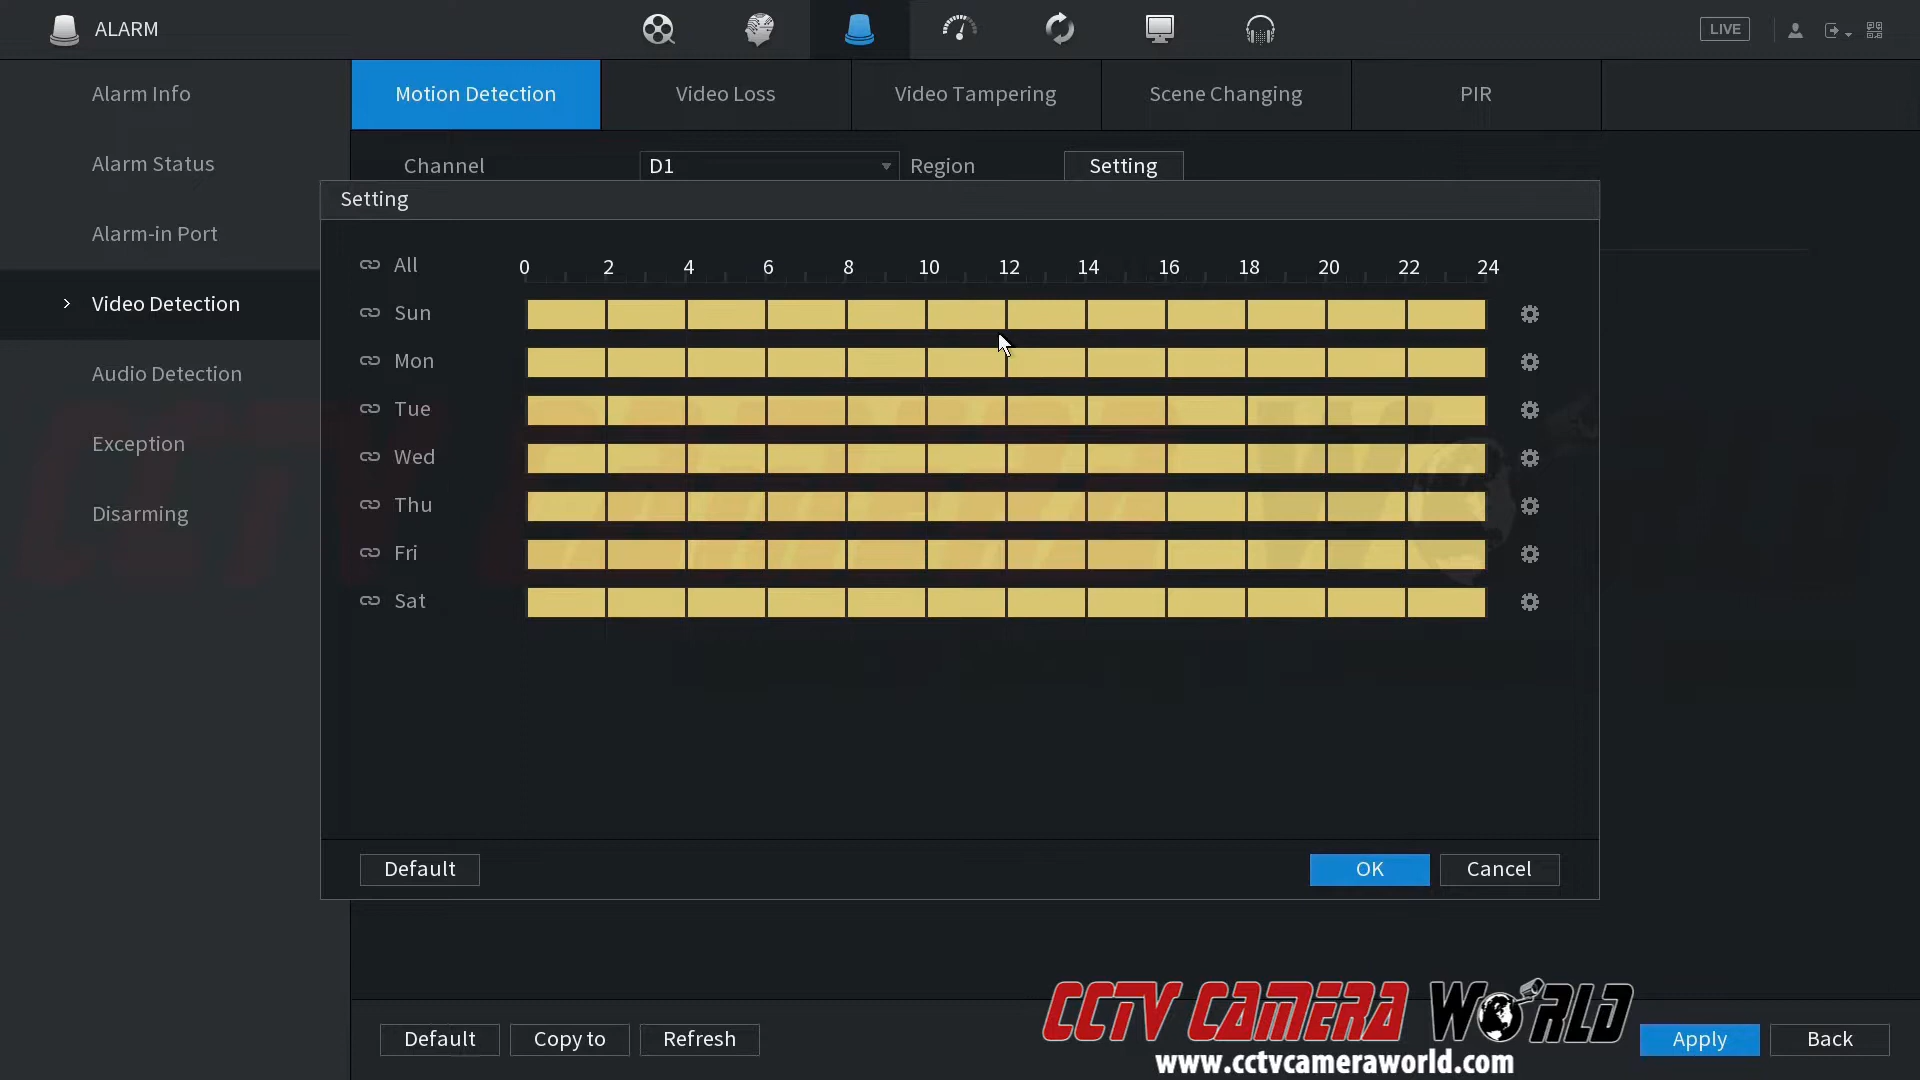 ALARM
LIVE
Alarm Info
Alarm Status
Alarm-in Port
Video Detection
Audio Detection
Exception
Disarming
Motion Detection Video Loss Video Tampering Scene Changing PIR
Channel D1 Region Setting
Setting
All 0 2 4 6 8 10 12 14 16 18 20 22 24
Sun
Mon
Tue
Wed
Thu
Fri
Sat
Default OK Cancel
Default Copy to Refresh Apply Back
CCTV CAMERA WORLD
www.cctvcameraworld.com